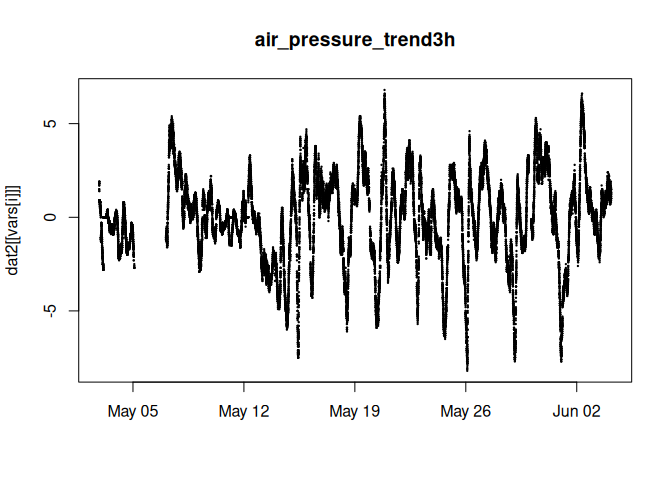 air_pressure_trend3h
dat2[[vars[i]]]
5
0
-5
May 05
May 12
May 19
May 26
Jun 02